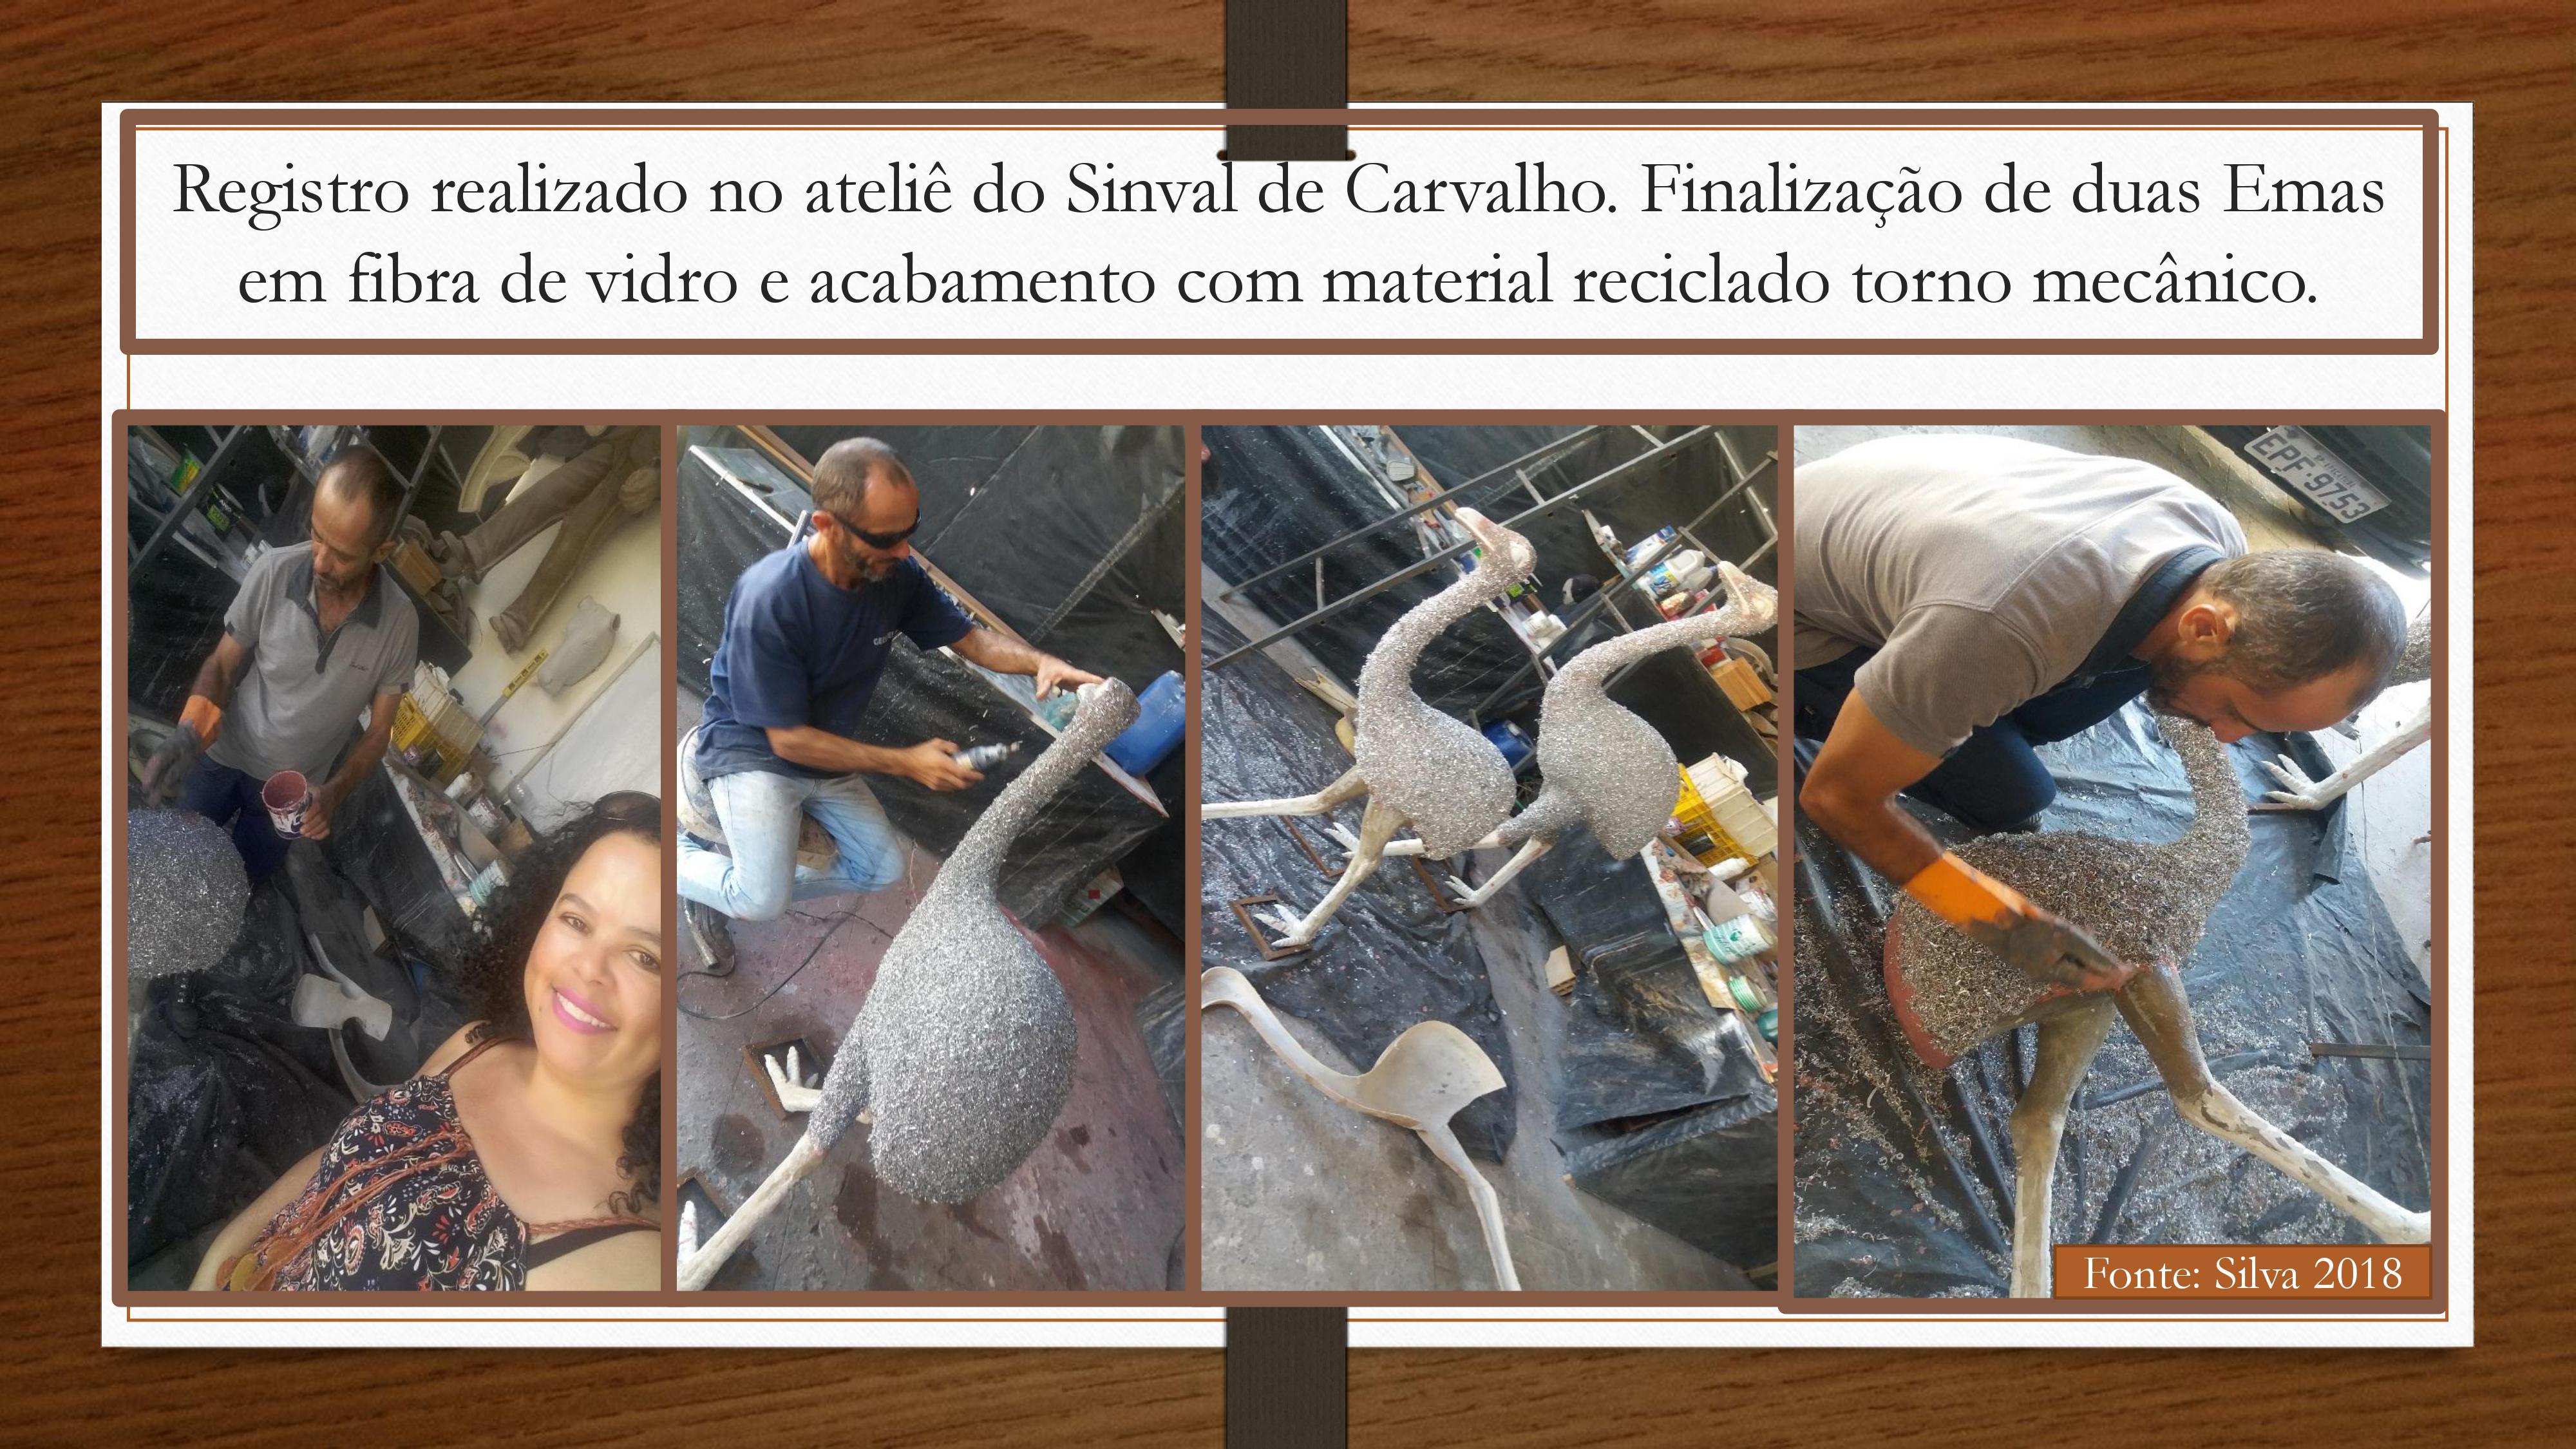 Registro realizado no ateliê do Sinval de Carvalho. Finalização de duas Emas
em fibra de vidro e acabamento com material reciclado torno mecânico.
EPF·9753
Fonte: Silva 2018